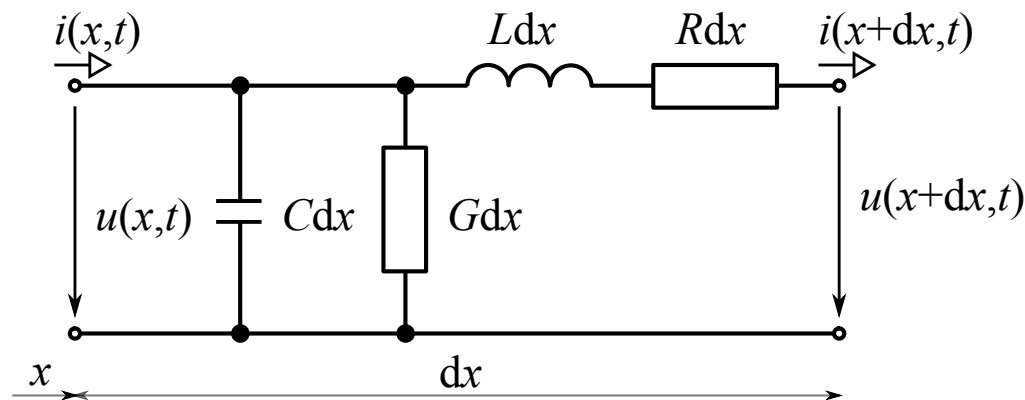 i(x,t)
Ldx
Rdx
i(x+dx,t)
u(x,t)
Cdx
Gdx
u(x+dx,t)
x
dx